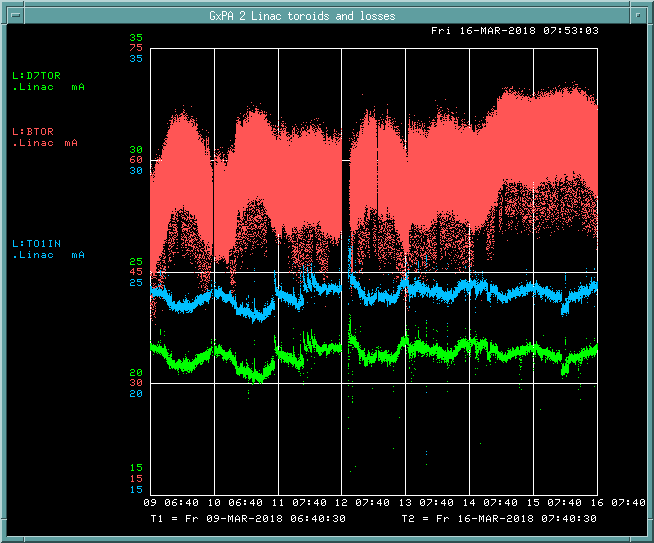 GxPA 2 Linac toroids and losses
Fri 16-MAR-2018 07:53:03
35
75
35
L:D7TOR
.Linac mA
L:BTOR
.Linac mA
30
60
30
L:TO1IN
.Linac mA
25
45
25
20
30
20
15
15
15
09 06:40 10 06:40 11 07:40 12 07:40 13 07:40 14 07:40 15 07:40 16 07:40
T1 = Fr 09-MAR-2018 06:40:30 T2 = Fr 16-MAR-2018 07:40:30